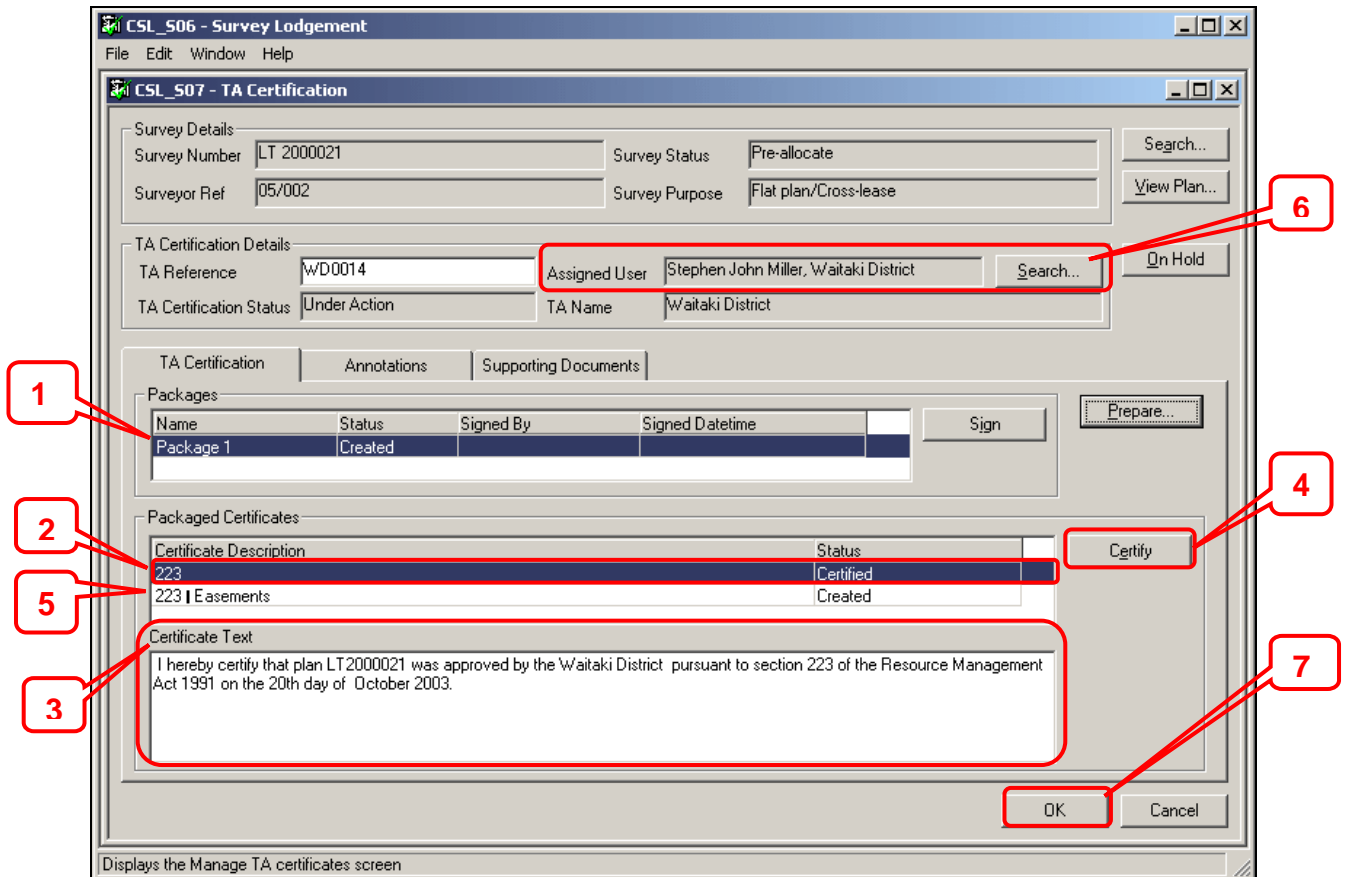 CSL_S06 - Survey Lodgement
File Edit Window Help
CSL_S07 - TA Certification
Survey Details
Survey Number LT 2000021 Survey Status Pre-allocate Search...
Surveyor Ref 05/002 Survey Purpose Flat plan/Cross-lease View Plan...
6
TA Certification Details
TA Reference WD0014 Assigned User Stephen John Miller, Waitaki District Search... On Hold
TA Certification Status Under Action TA Name Waitaki District
TA Certification Annotations Supporting Documents
1
Packages
Name Status Signed By Signed Datetime Sign Prepare...
Package 1 Created
4
Packaged Certificates
2
Certificate Description Status Certify
223 Certified
5
223 | Easements Created
Certificate Text
I hereby certify that plan LT2000021 was approved by the Waitaki District pursuant to section 223 of the Resource Management
Act 1991 on the 20th day of October 2003.
3
7
OK Cancel
Displays the Manage TA certificates screen